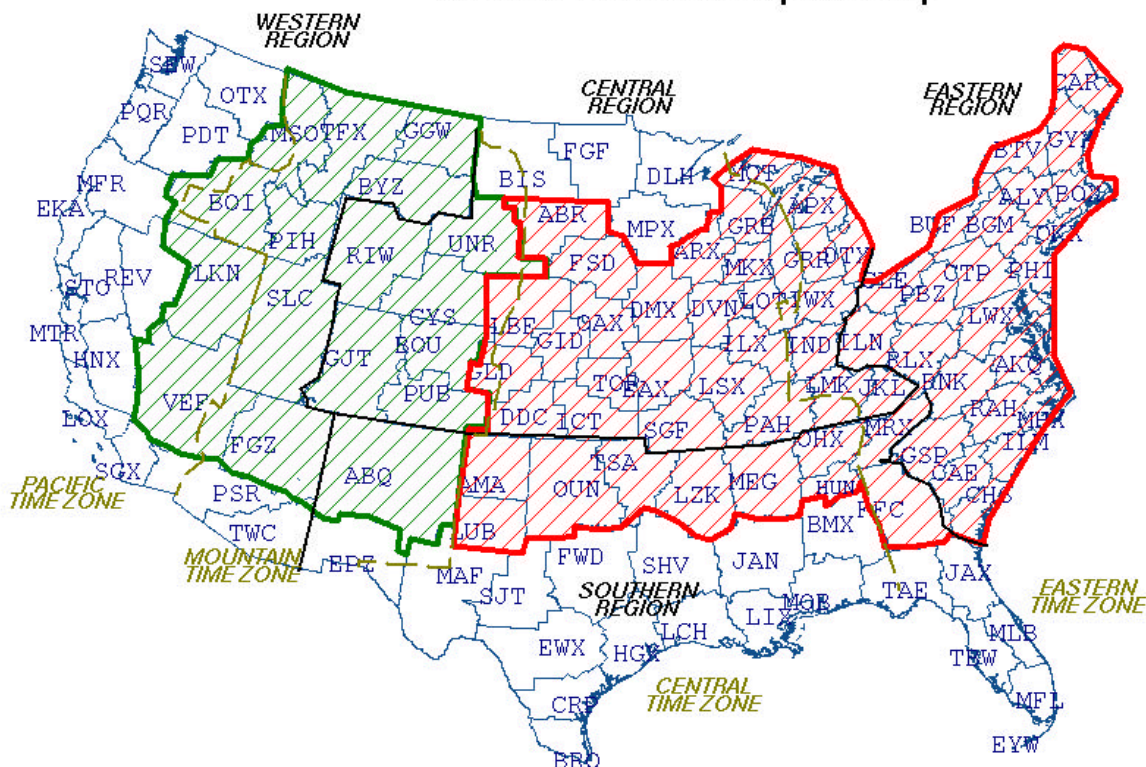 WESTERN
REGION
CENTRAL
REGION
EASTERN
REGION
SEW
OTX
PQR
PDT
MSO
TFX
GGW
FGF
DLH
MQT
CAR
GYX
BTV
MFR
BOI
BYZ
BIS
ABR
MPX
GRB
APX
ALY
BOX
EKA
PIH
RIW
UNR
FSD
ARX
MKX
GRR
DTX
BUF
BGM
OKX
STO
REV
LKN
SLC
CYS
LBF
GID
OAX
DMX
DVN
LOT
IWX
CLE
PBZ
CTP
PHI
LWX
MTR
HNX
GJT
BOU
PUB
GLD
TOP
EAX
LSX
ILX
IND
ILN
RLX
RNK
AKQ
LOX
VEF
FGZ
DDC
ICT
SGF
PAH
LMK
JKL
MRX
RAH
MHX
ILM
SGX
PSR
TWC
ABQ
AMA
OUN
TSA
LZK
MEG
OHX
HUN
GSP
CAE
CHS
PACIFIC
TIME ZONE
LUB
FFC
BMX
MOUNTAIN
TIME ZONE
EPZ
MAF
FWD
SHV
JAN
JAX
SJT
SOUTHERN
REGION
MOB
TAE
EASTERN
TIME ZONE
EWX
HGX
LCH
LIX
MLB
TBW
CENTRAL
TIME ZONE
CRP
MFL
BRO
EYW